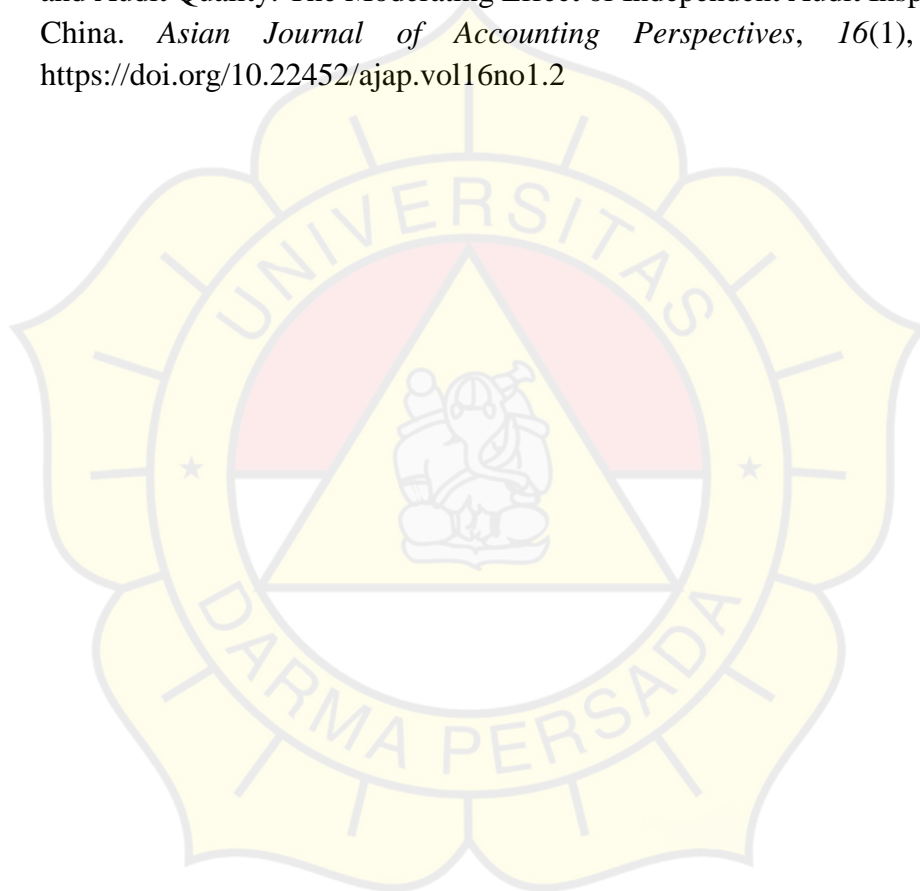 and Audit Quality: The Moderating Effect of Independent Audit
China. Asian Journal of Accounting Perspectives, 16(1),
https://doi.org/10.22452/ajap.vol16no1.2
UNIVERSITAS
DARMA PERSADA